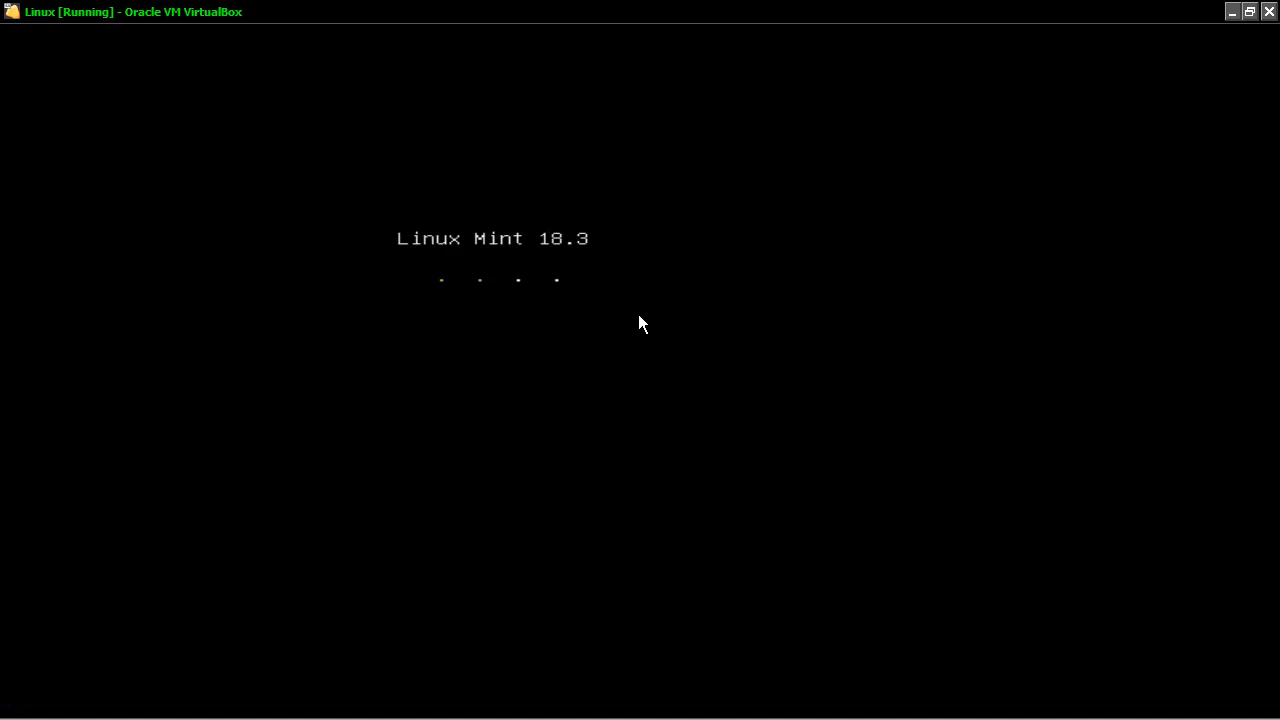 Linux [Running] - Oracle VM VirtualBox
Linux Mint 18.3
. . . .